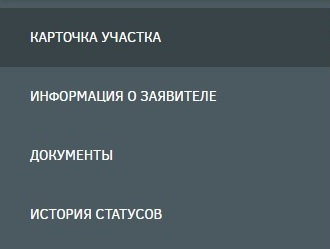 КАРТОЧКА УЧАСТКА
ИНФОРМАЦИЯ О ЗАЯВИТЕЛЕ
ДОКУМЕНТЫ
ИСТОРИЯ СТАТУСОВ